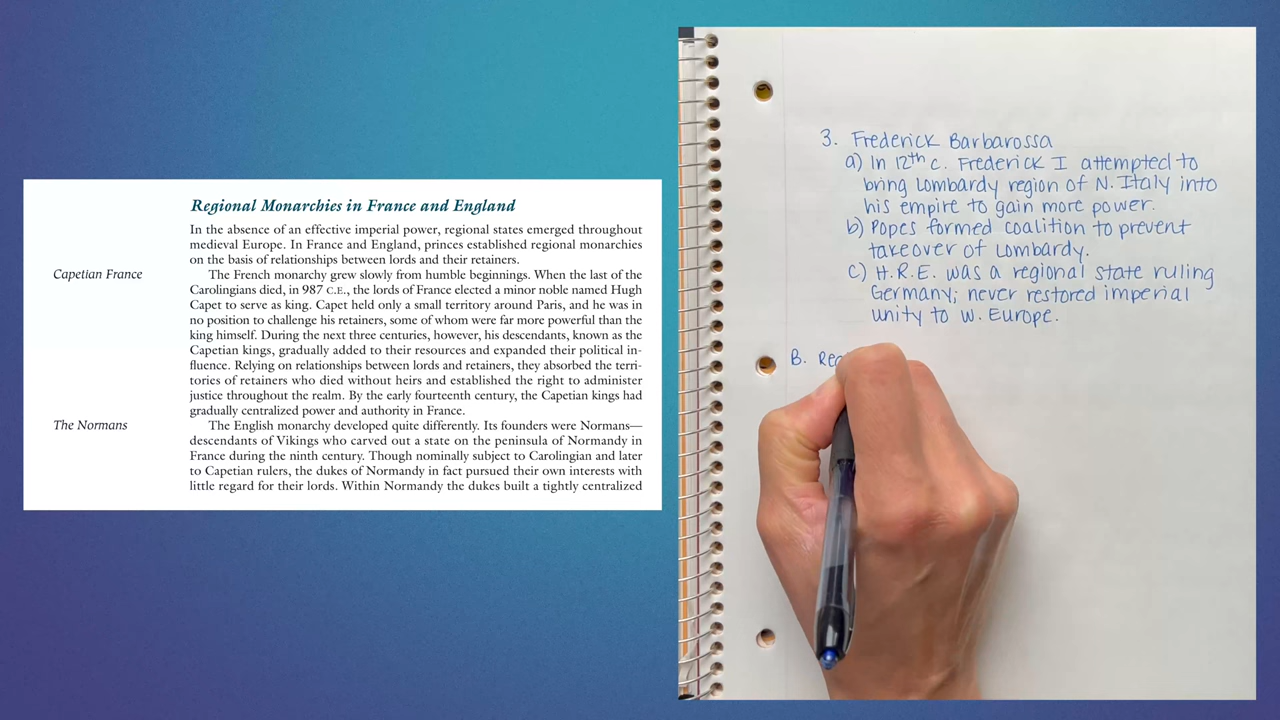 Regional Monarchies in France and England
In the absence of an effective imperial power, regional states emerged throughout
medieval Europe. In France and England, princes established regional monarchies
on the basis of relationships between lords and their retainers.
Capetian France
The French monarchy grew slowly from humble beginnings. When the last of the
Carolingians died, in 987 C.E., the lords of France elected a minor noble named Hugh
Capet to serve as king. Capet held only a small territory around Paris, and he was in
no position to challenge his retainers, some of whom were far more powerful than the
king himself. During the next three centuries, however, his descendants, known as the
Capetian kings, gradually added to their resources and expanded their political in-
fluence. Relying on relationships between lords and retainers, they absorbed the terri-
tories of retainers who died without heirs and established the right to administer
justice throughout the realm. By the early fourteenth century, the Capetian kings had
gradually centralized power and authority in France.
The Normans
The English monarchy developed quite differently. Its founders were Normans—
descendants of Vikings who carved out a state on the peninsula of Normandy in
France during the ninth century. Though nominally subject to Carolingian and later
to Capetian rulers, the dukes of Normandy in fact pursued their own interests with
little regard for their lords. Within Normandy the dukes built a tightly centralized
3. Frederick Barbarossa
a) In 12th c. Frederick I attempted to
bring Lombardy region of N. Italy into
his empire to gain more power.
b) Popes formed coalition to prevent
takeover of Lombardy.
c) H.R.E. was a regional state ruling
Germany; never restored imperial
unity to W. Europe.
B. Reg